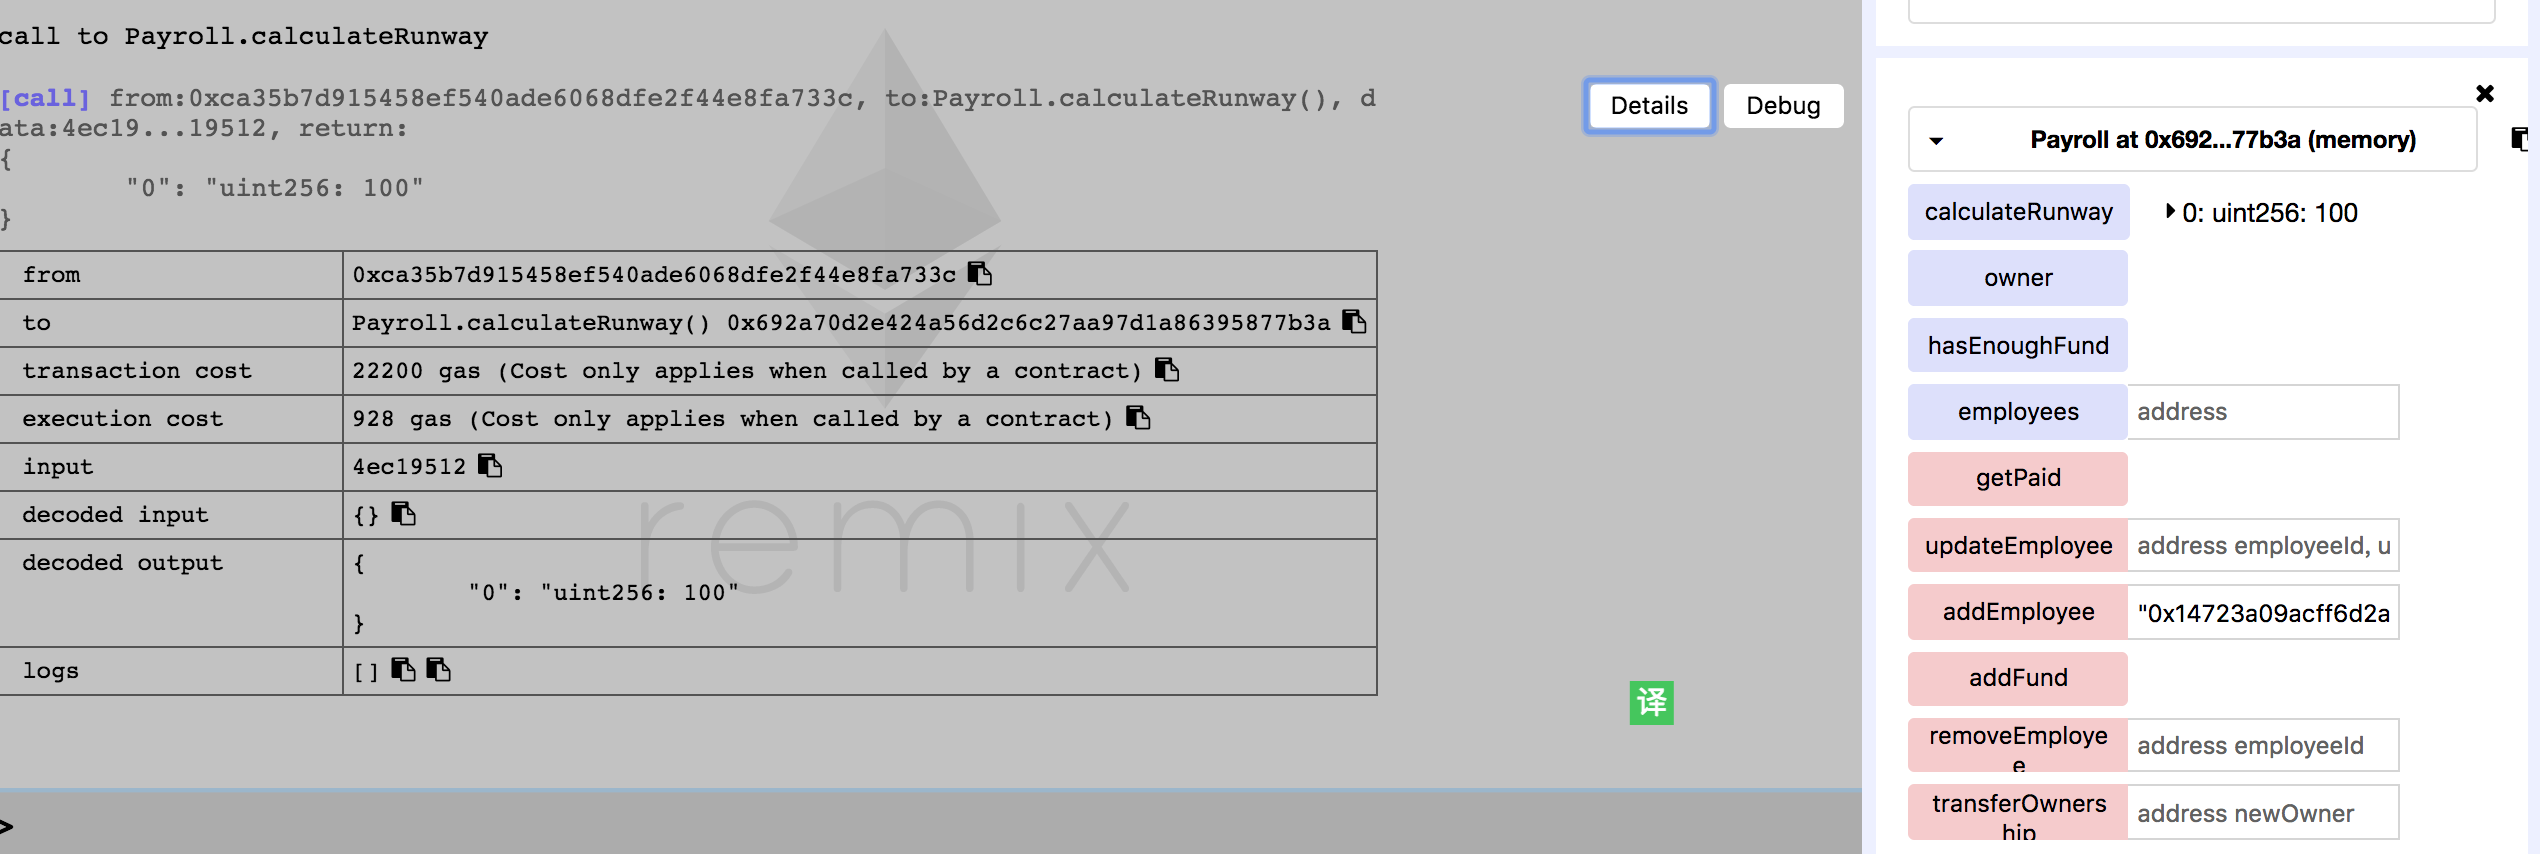 call to Payroll.calculateRunway
[call] from:0xca35b7d915458ef540ade6068dfe2f44e8fa733c, to:Payroll.calculateRunway(), d
ata:4ec19...19512, return:
{
"0": "uint256: 100"
}
Details
Debug
from
0xca35b7d915458ef540ade6068dfe2f44e8fa733c
to
Payroll.calculateRunway() 0x692a70d2e424a56d2c6c27aa97d1a86395877b3a
transaction cost
22200 gas (Cost only applies when called by a contract)
execution cost
928 gas (Cost only applies when called by a contract)
input
4ec19512
decoded input
{}
decoded output
{
"0": "uint256: 100"
}
logs
[]
remix
译
>
Payroll at 0x692...77b3a (memory)
calculateRunway
0: uint256: 100
owner
hasEnoughFund
employees
address
getPaid
updateEmployee
address employeeId, u
addEmployee
"0x14723a09acff6d2a
addFund
removeEmploye
e
address employeeId
transferOwners
hip
address newOwner